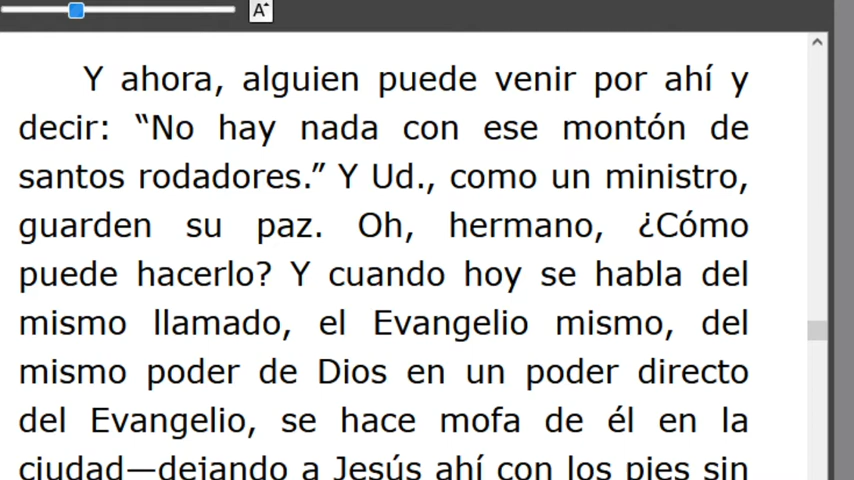 A
Y ahora, alguien puede venir por ahí y
decir: “No hay nada con ese montón de
santos rodadores.” Y Ud., como un ministro,
guarden su paz. Oh, hermano, ¿Cómo
puede hacerlo? Y cuando hoy se habla del
mismo llamado, el Evangelio mismo, del
mismo poder de Dios en un poder directo
del Evangelio, se hace mofa de él en la
ciudad—dejando a Jesús ahí con los pies sin